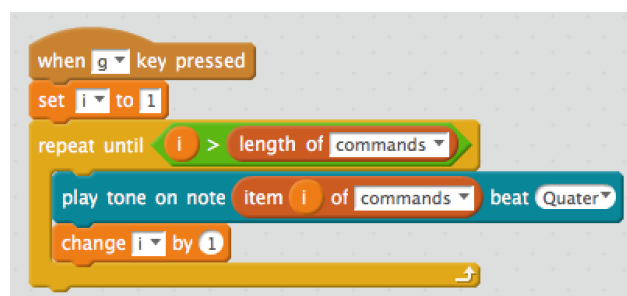 when g key pressed
set i to 1
repeat until i > length of commands
play tone on note item i of commands beat Quater
change i by 1